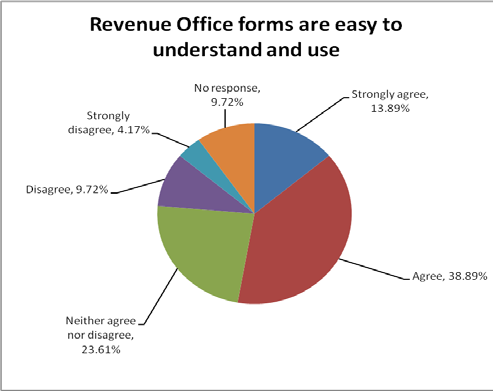 Revenue Office forms are easy to
understand and use
No response,
9.72%
Strongly agree,
13.89%
Strongly
disagree, 4.17%
Disagree, 9.72%
Agree, 38.89%
Neither agree
nor disagree,
23.61%